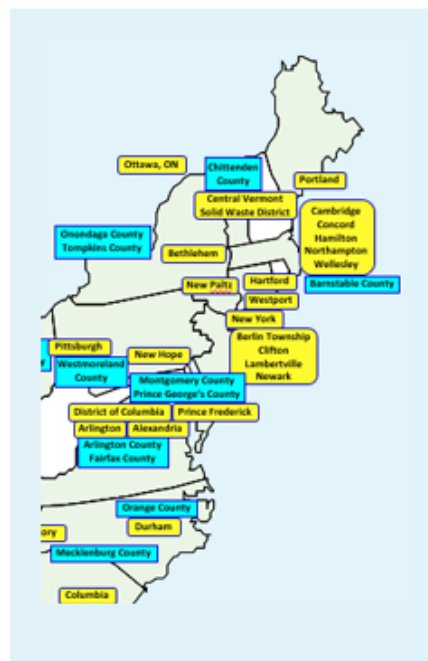 Ottawa, ON
Chittenden
County
Portland
Central Vermont
Solid Waste District
Cambridge
Concord
Hamilton
Northampton
Wellesley
Onondaga County
Tompkins County
Bethlehem
Barnstable County
New Paltz
Hartford
Westport
New York
Berlin Township
Clifton
Lambertville
Newark
Pittsburgh
New Hope
Westmoreland
County
Montgomery County
Prince George's County
District of Columbia
Prince Frederick
Arlington
Alexandria
Arlington County
Fairfax County
Orange County
Durham
ory
Mecklenburg County
Columbia